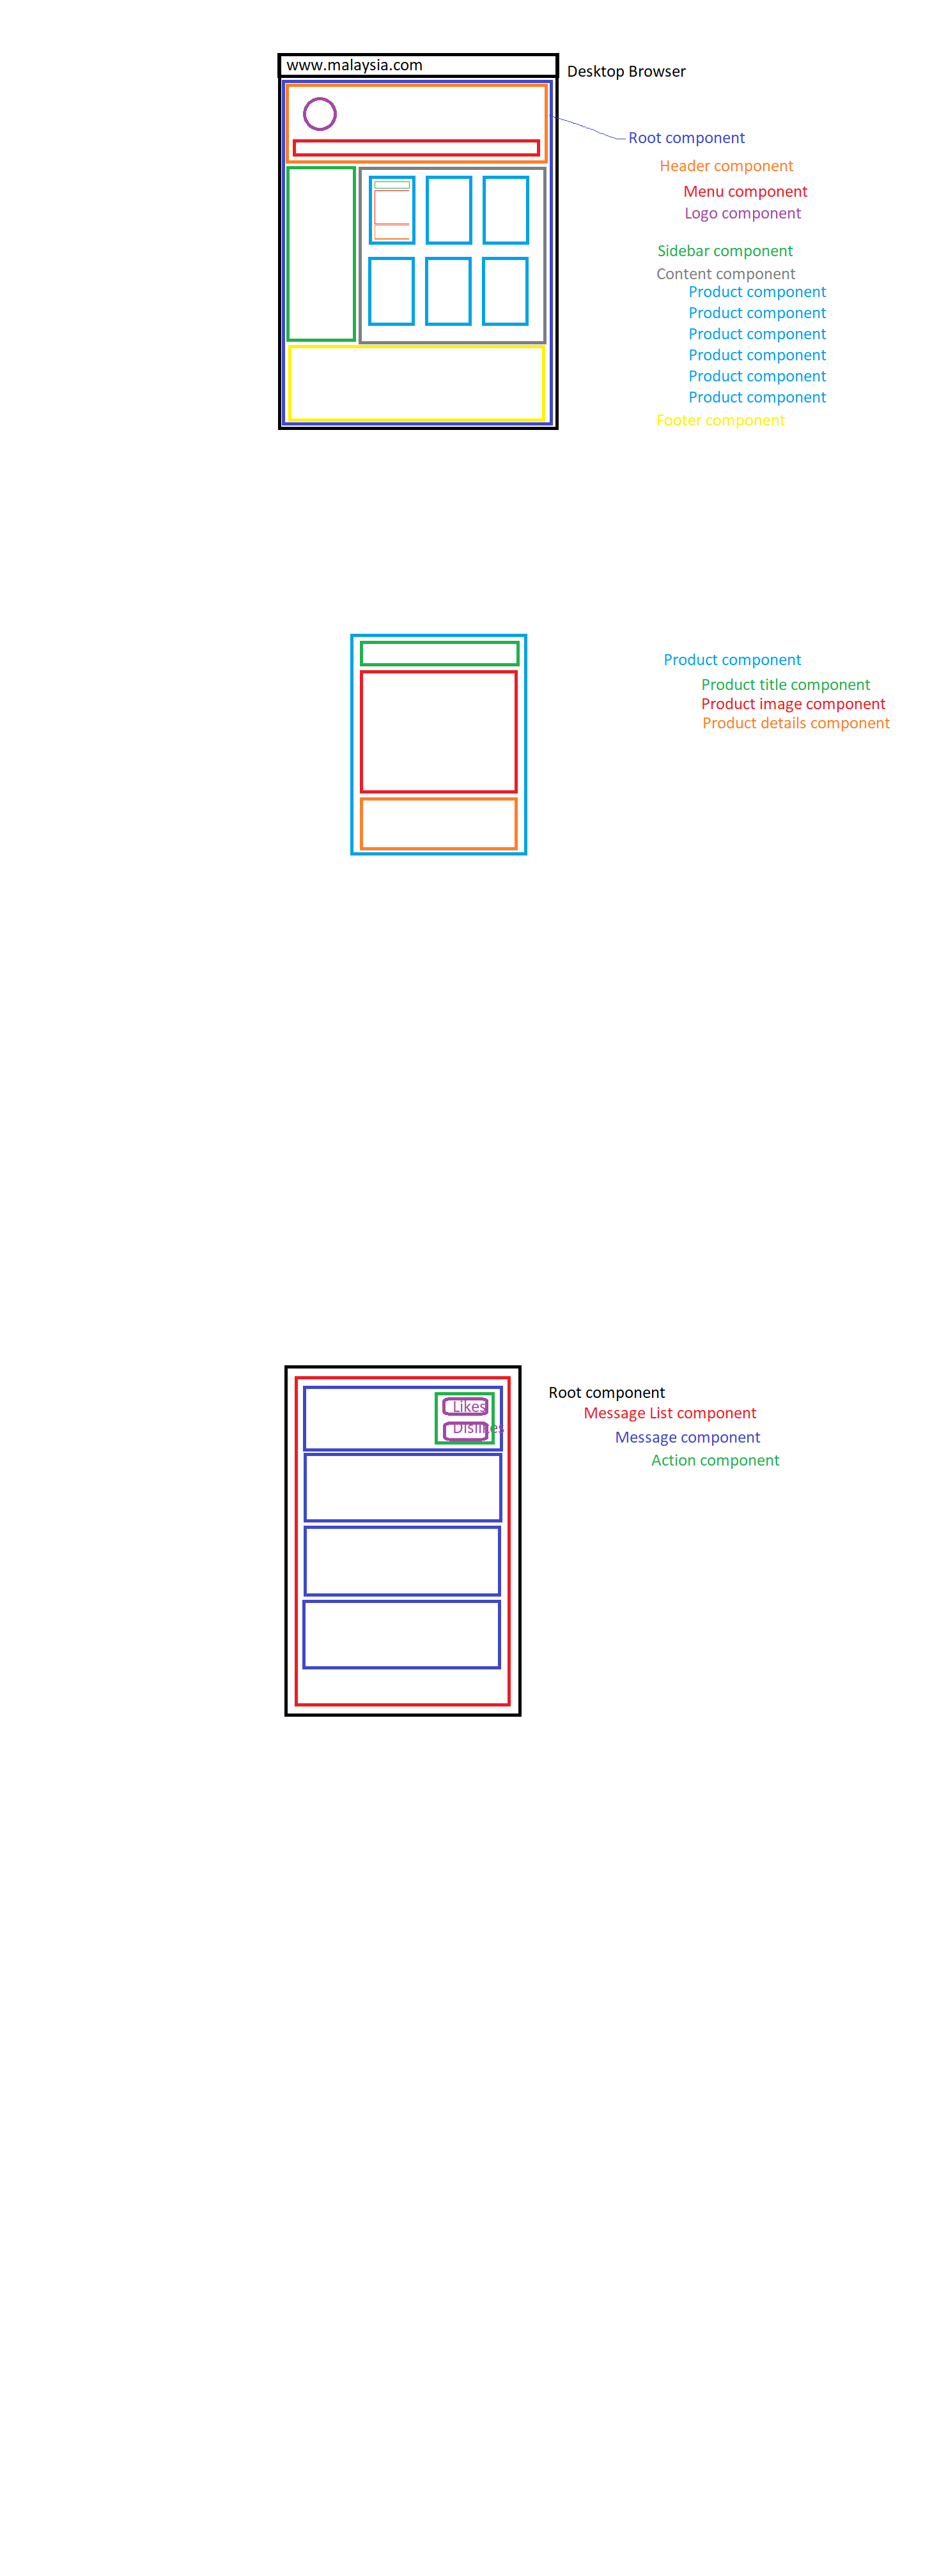 www.malaysia.com
Desktop Browser
Root component
Header component
Menu component
Logo component
Sidebar component
Content component
Product component
Product component
Product component
Product component
Product component
Product component
Footer component
Product component
Product title component
Product image component
Product details component
Root component
Likes
Message List component
Dislikes
Message component
Action component